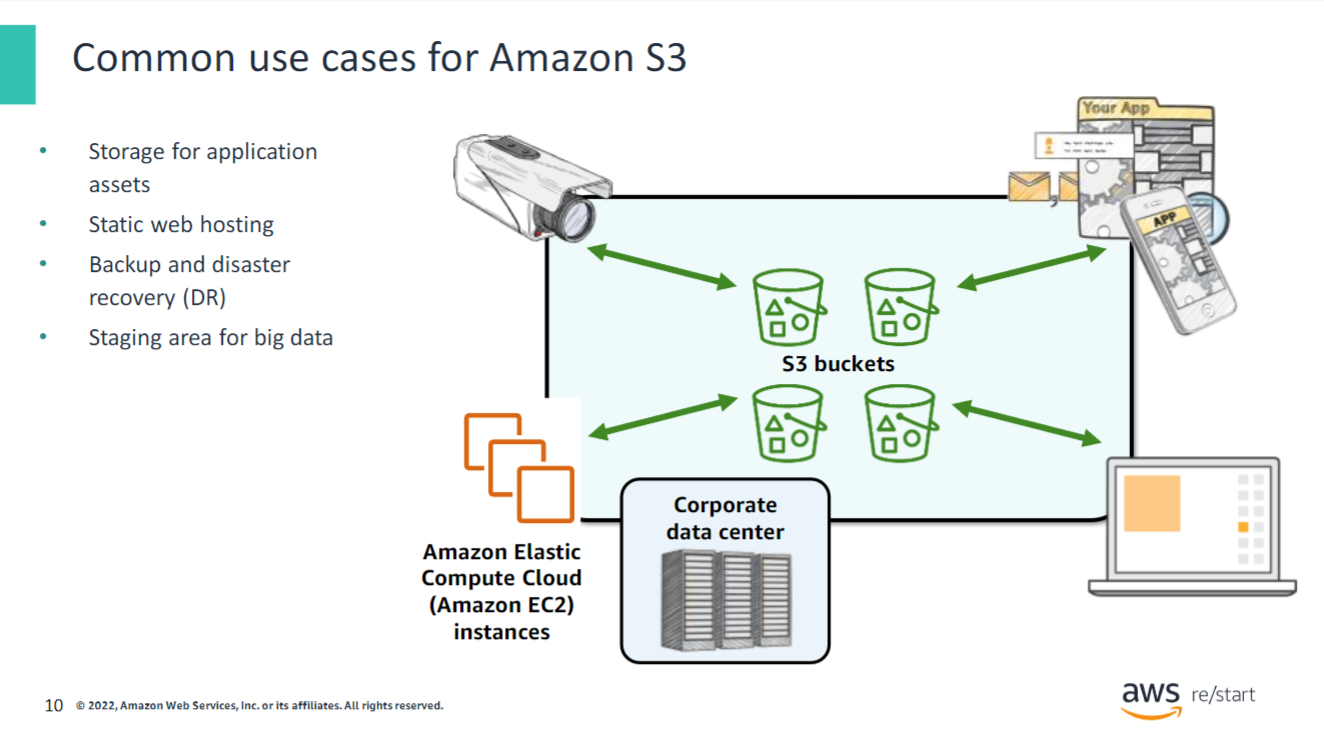 Common use cases for Amazon S3
Storage for application
assets
Static web hosting
Backup and disaster
recovery (DR)
Staging area for big data
Your App
APP
S3 buckets
Corporate
data center
Amazon Elastic
Compute Cloud
(Amazon EC2)
instances
10 © 2022, Amazon Web Services, Inc. or its affiliates. All rights reserved.
aws re/start